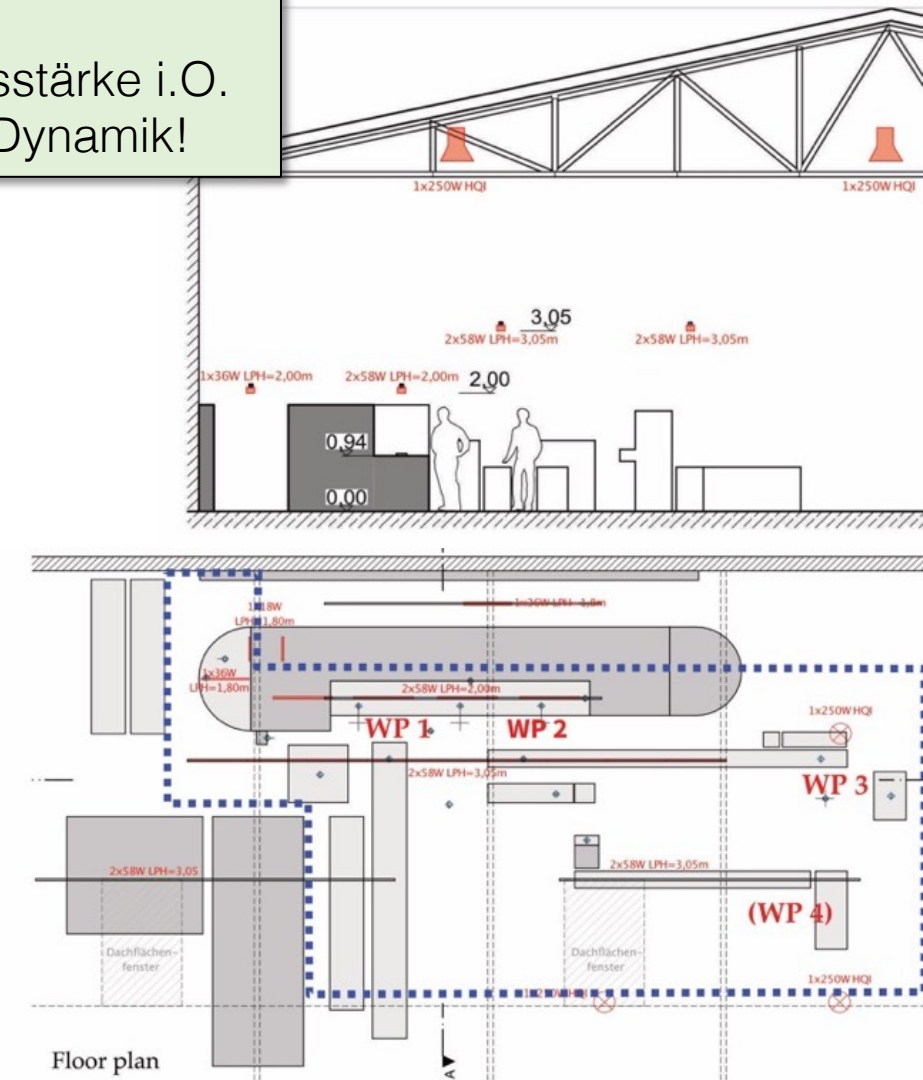 sstärke i.O.
Dynamik!
1x250W HQI
1x250W HQI
3,05
2x58W LPH=3,05m
2x58W LPH=3,05m
1x36W LPH=2,00m
2x58W LPH=2,00m
2,00
0,94
0,00
LPH=1,80m
1x36W
LPH=1,80m
2x58W LPH=2,00m
WP 1
WP 2
1x250W HQI
2x58W LPH=3,05m
WP 3
2x58W LPH=3,05
2x58W LPH=3,05m
(WP 4)
Dachflächen-
fenster
Dachflächen-
fenster
1x250W HQI
Floor plan
A